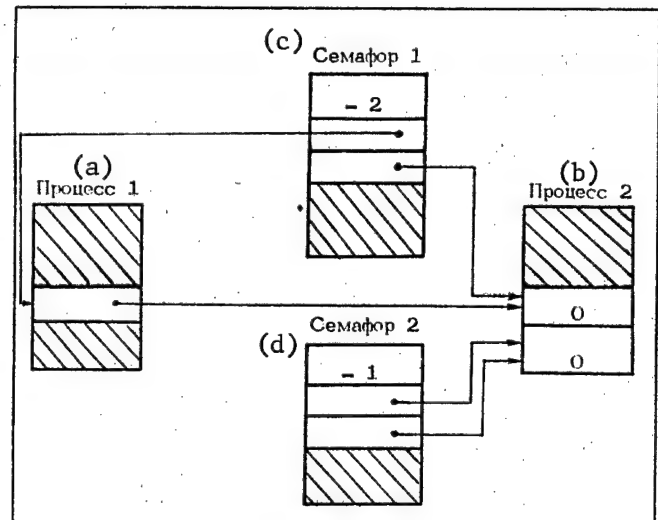 (c)
Семафор 1
- 2
(a)
Процесс 1
(b)
Процесс 2
0
0
(d)
Семафор 2
- 1